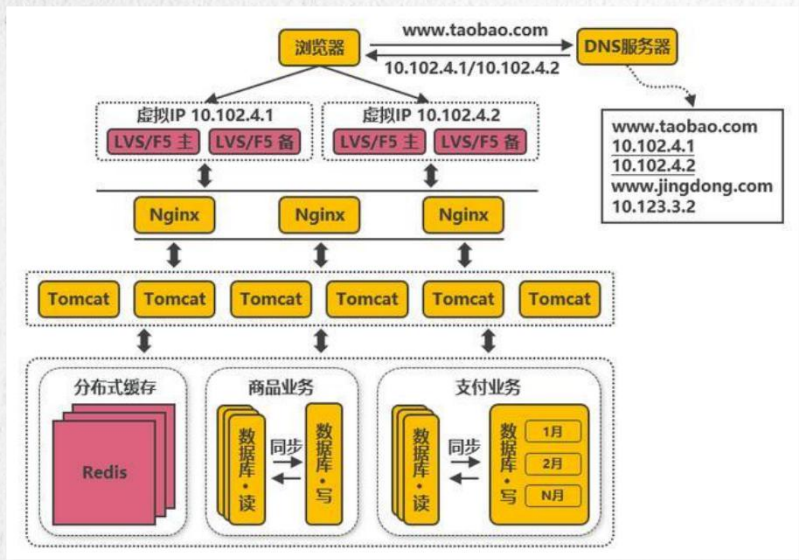 www.taobao.com
浏览器
DNS服务器
10.102.4.1/10.102.4.2
虚拟IP 10.102.4.1
虚拟IP 10.102.4.2
LVS/F5 主
LVS/F5 备
LVS/F5 主
LVS/F5 备
www.taobao.com
10.102.4.1
10.102.4.2
www.jingdong.com
10.123.3.2
Nginx
Nginx
Nginx
Tomcat
Tomcat
Tomcat
Tomcat
Tomcat
Tomcat
分布式缓存
Redis
商品业务
数据库·读
同步
数据库·写
支付业务
数据库·读
同步
数据库·写
1月
2月
N月